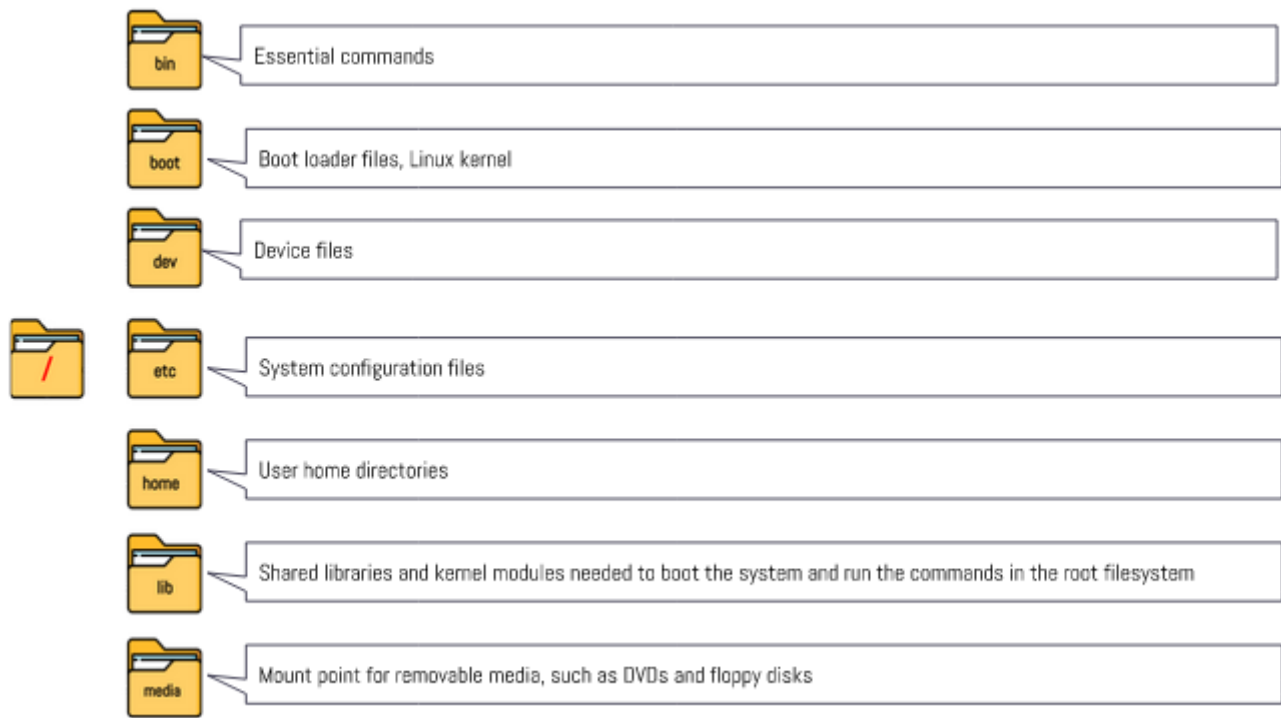 bin
Essential commands
boot
Boot loader files, Linux kernel
dev
Device files
/
etc
System configuration files
home
User home directories
lib
Shared libraries and kernel modules needed to boot the system and run the commands in the root filesystem
media
Mount point for removable media, such as DVDs and floppy disks